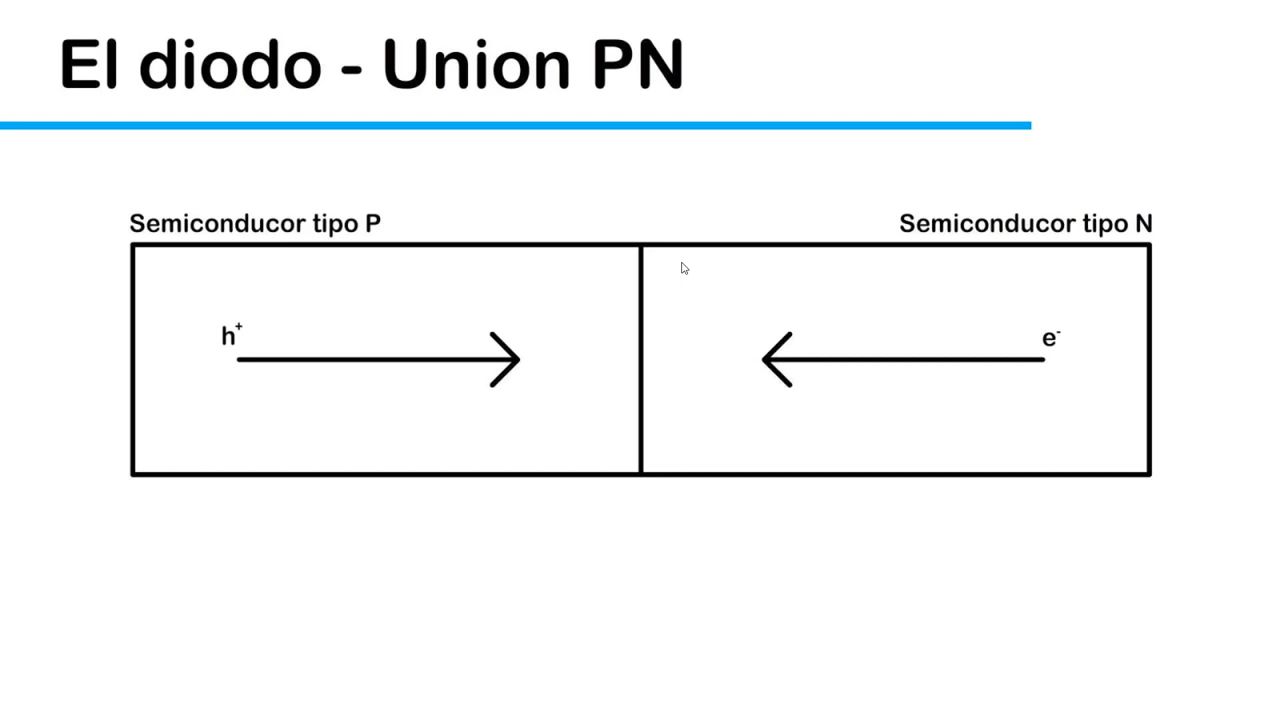 El diodo - Union PN
Semiconducor tipo P
Semiconducor tipo N
h⁺
e⁻